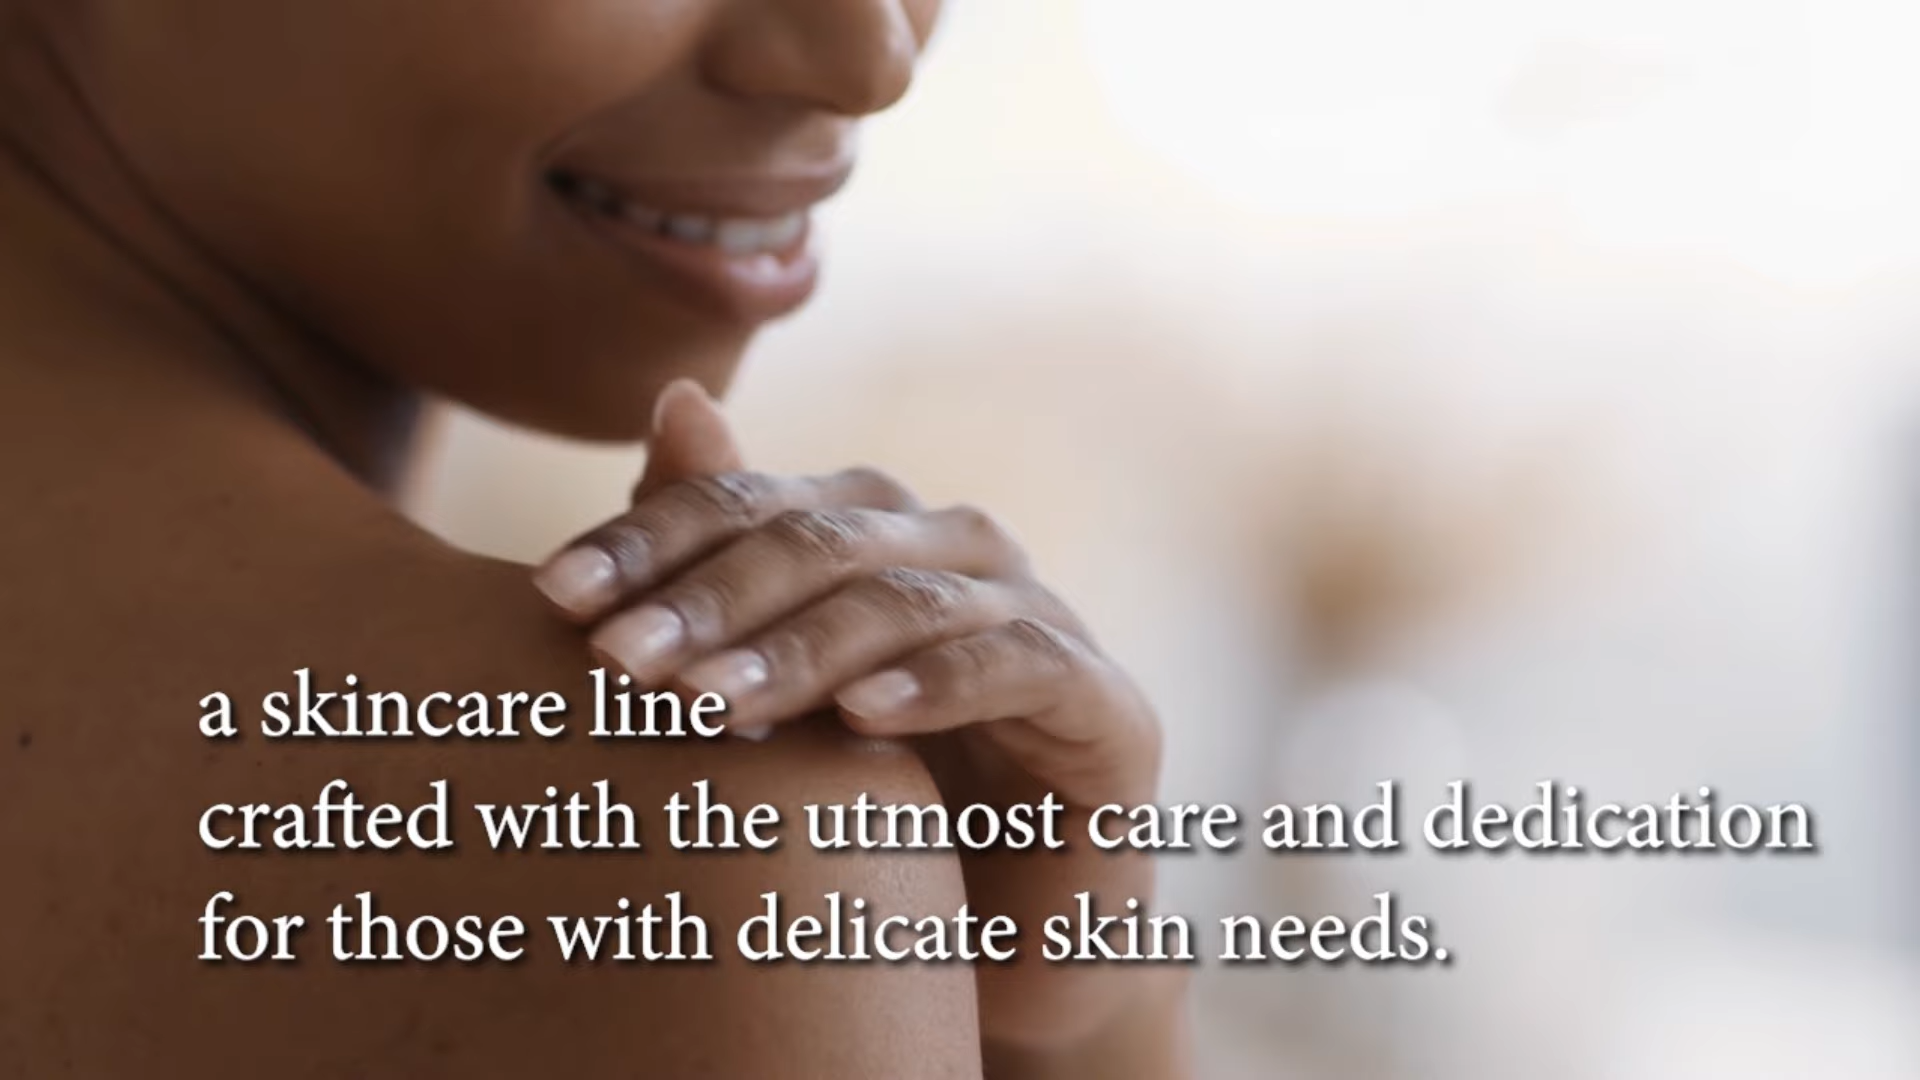 a skincare line
crafted with the utmost care and dedication
for those with delicate skin needs.